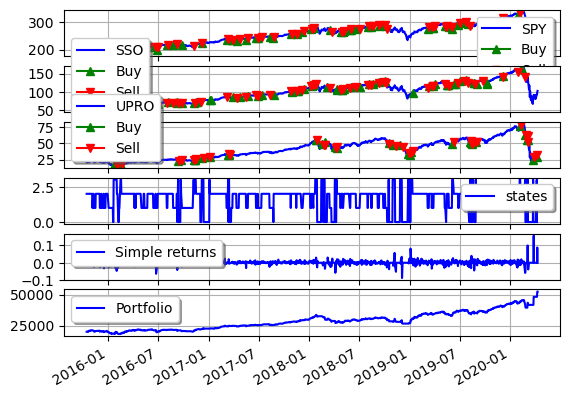 300
200
SPY
Buy
Sell
SSO
Buy
Sell
150
100
50
UPRO
Buy
Sell
75
50
25
2.5
0.0
states
0.1
0.0
−0.1
Simple returns
50000
25000
Portfolio
2016-01
2016-07
2017-01
2017-07
2018-01
2018-07
2019-01
2019-07
2020-01